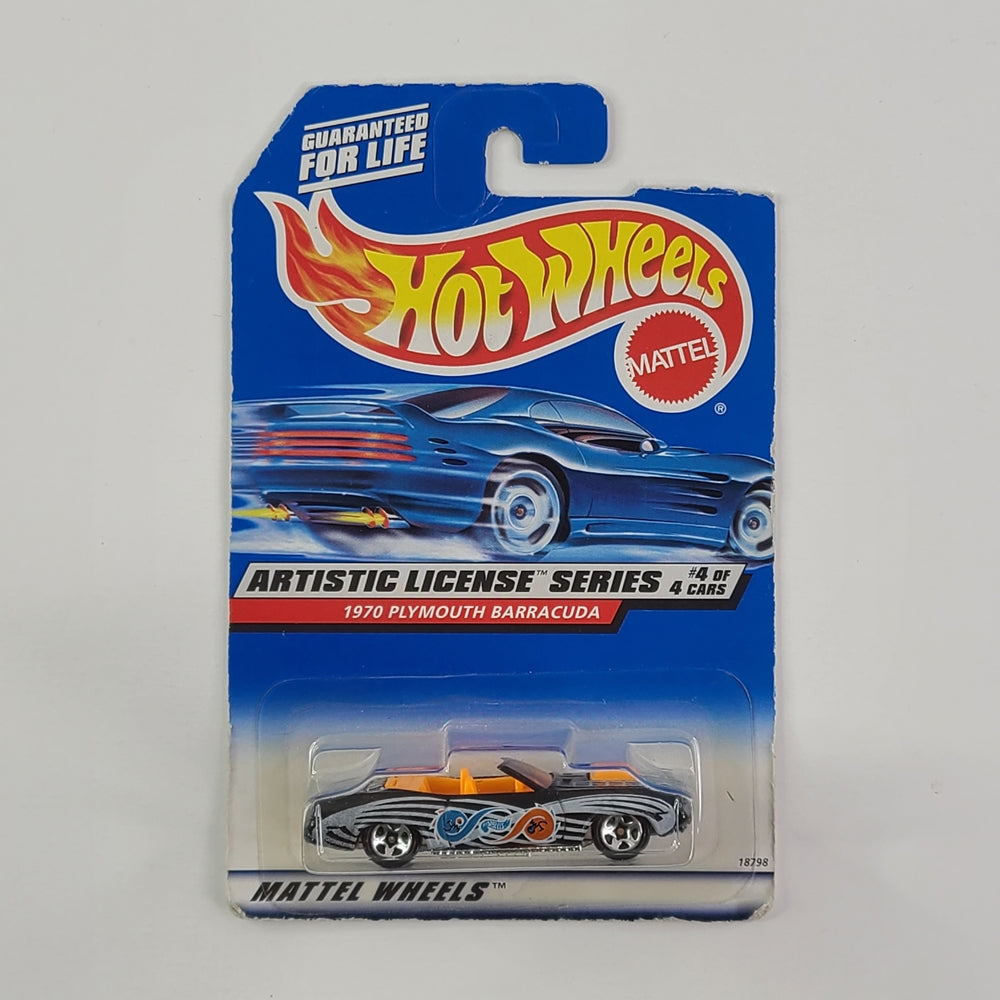 GUARANTEED
FOR LIFE
HOT WHEELS
MATTEL
®
ARTISTIC LICENSE™ SERIES #4 OF
4 CARS
1970 PLYMOUTH BARRACUDA
18798
MATTEL WHEELS™